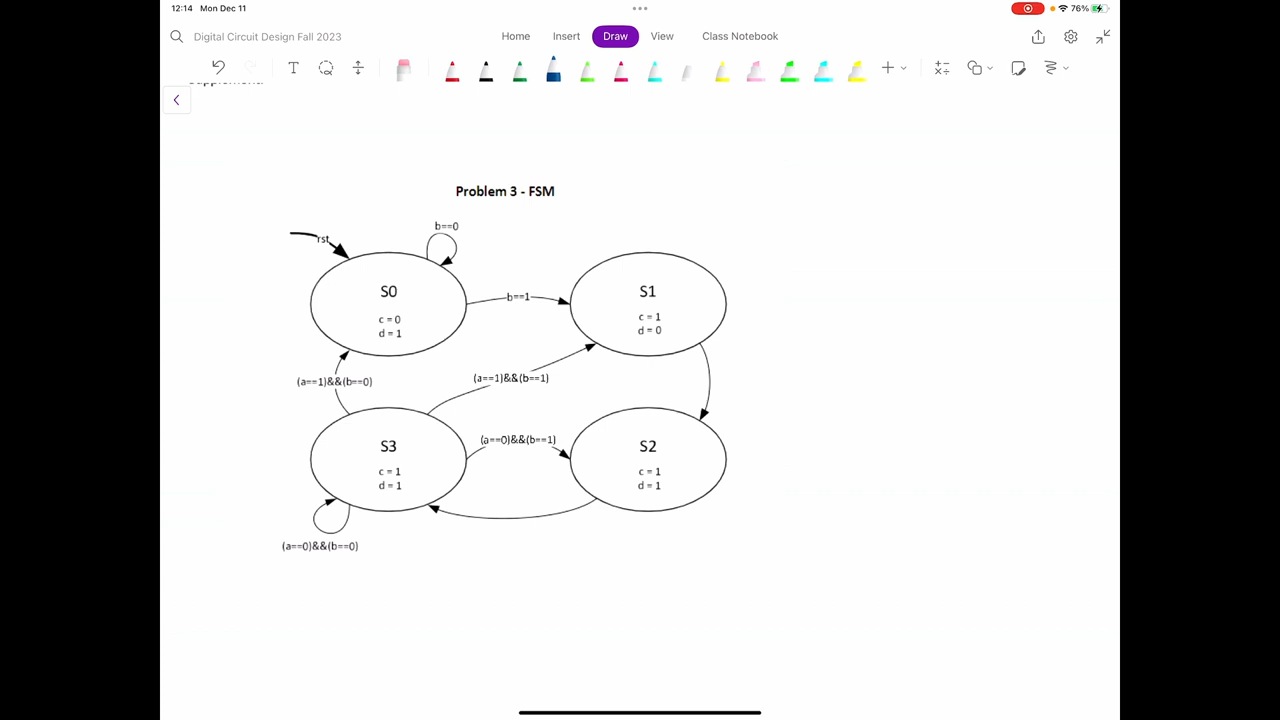 12:14 Mon Dec 11
76%
Digital Circuit Design Fall 2023
Home Insert Draw View Class Notebook
T
Problem 3 - FSM
b==0
rst
S0
c = 0
d = 1
b==1
S1
c = 1
d = 0
(a==1)&&(b==0)
(a==1)&&(b==1)
S3
c = 1
d = 1
(a==0)&&(b==1)
S2
c = 1
d = 1
(a==0)&&(b==0)